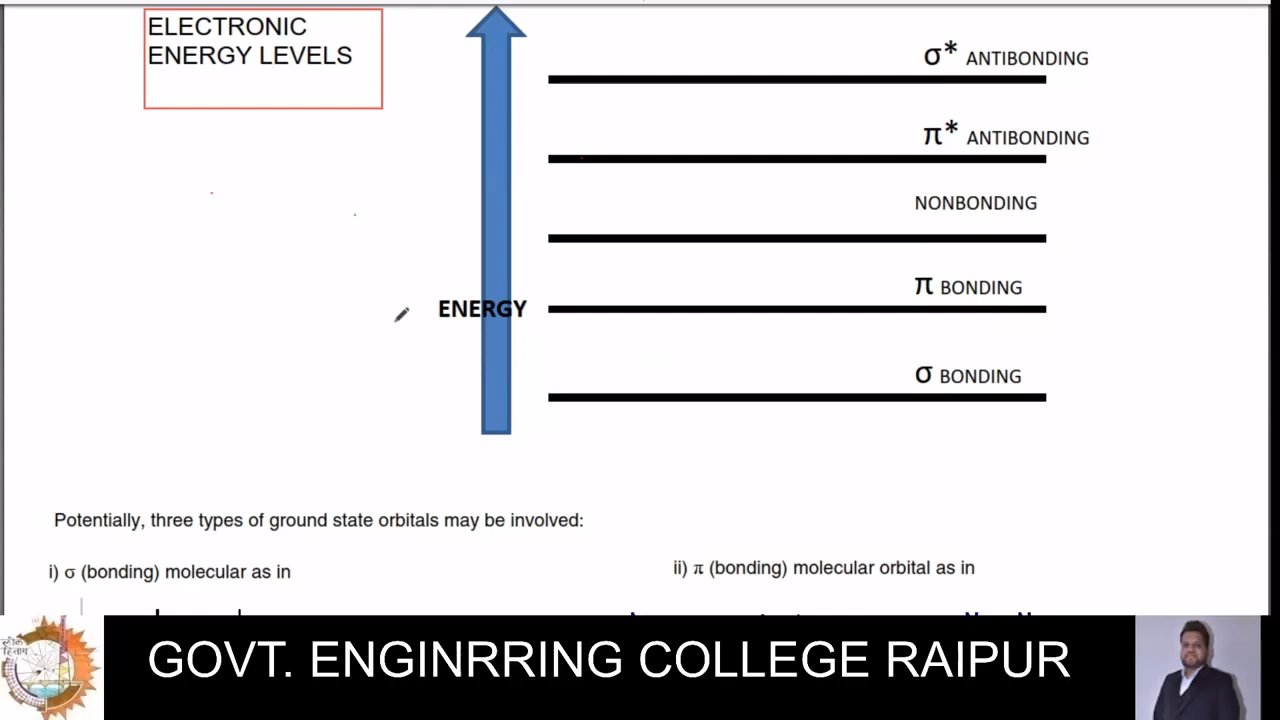 ELECTRONIC
ENERGY LEVELS
σ* ANTIBONDING
π* ANTIBONDING
NONBONDING
π BONDING
ENERGY
σ BONDING
Potentially, three types of ground state orbitals may be involved:
i) σ (bonding) molecular as in
ii) π (bonding) molecular orbital as in
GOVT. ENGINRRING COLLEGE RAIPUR